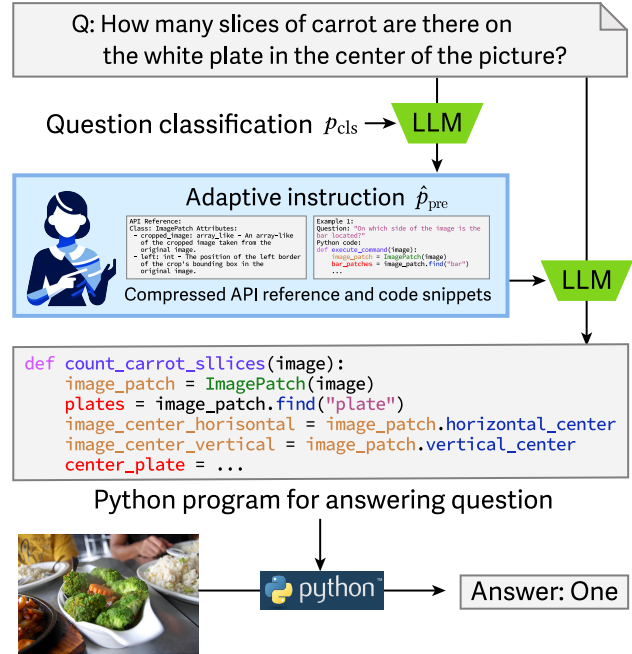 Q: How many slices of carrot are there on
the white plate in the center of the picture?
Question classification p_cls
LLM
Adaptive instruction p̂_pre
API Reference:
Class: ImagePatch Attributes:
- cropped_image: array_like - An array-like
of the cropped image taken from the
original image.
- left: int - The position of the left border
of the crop's bounding box in the
original image.
Example 1:
Question: "On which side of the image is the
bar located?"
Python code:
def execute_command(image):
image_patch = ImagePatch(image)
bar_patches = image_patch.find("bar")
...
Compressed API reference and code snippets
LLM
def count_carrot_sllices(image):
image_patch = ImagePatch(image)
plates = image_patch.find("plate")
image_center_horisontal = image_patch.horizontal_center
image_center_vertical = image_patch.vertical_center
center_plate = ...
Python program for answering question
python™
Answer: One